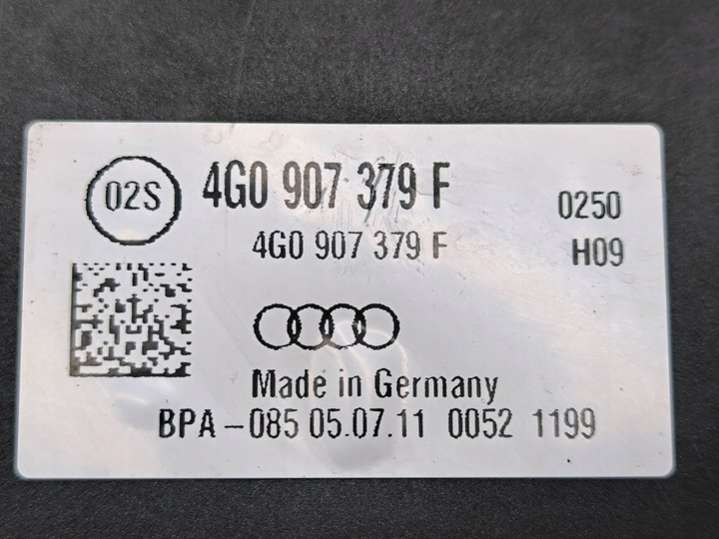 02S 4G0 907 379 F 0250
4G0 907 379 F H09
Made in Germany
BPA-085 05.07.11 0052 1199